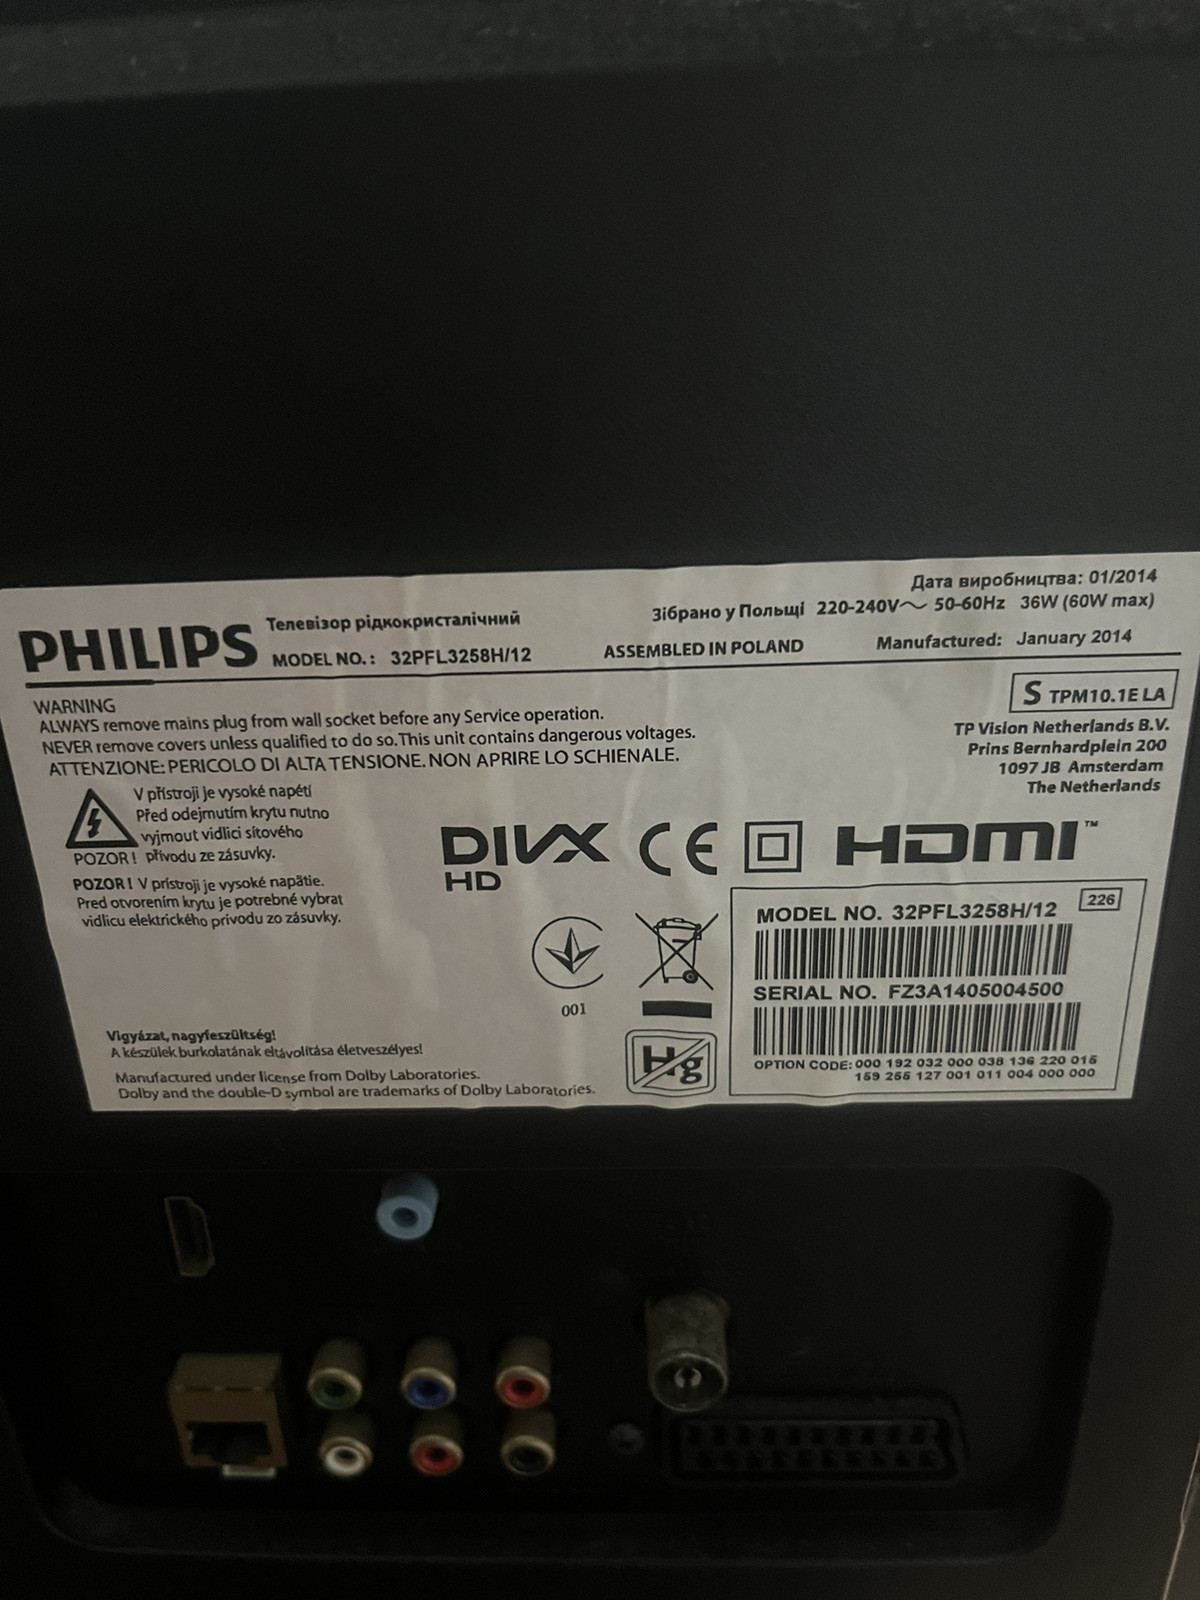 Дата виробництва: 01/2014
PHILIPS
Телевізор рідкокристалічний
Зібрано у Польщі 220-240V～ 50-60Hz 36W (60W max)
MODEL NO.: 32PFL3258H/12
ASSEMBLED IN POLAND
Manufactured: January 2014
S TPM10.1E LA
WARNING
ALWAYS remove mains plug from wall socket before any Service operation.
NEVER remove covers unless qualified to do so. This unit contains dangerous voltages.
ATTENZIONE: PERICOLO DI ALTA TENSIONE. NON APRIRE LO SCHIENALE.
TP Vision Netherlands B.V.
Prins Bernhardplein 200
1097 JB Amsterdam
The Netherlands
V přístroji je vysoké napétí
Před odejmutím krytu nutno
vyjmout vidlici sítového
POZOR! přívodu ze zásuvky.
POZOR! V prístroji je vysoké napätie.
Pred otvorením krytu je potrebné vybrat
vidlicu elektrického prívodu zo zásuvky.
DIVX
HD
CE
HDMI™
001
Hg
226
MODEL NO. 32PFL3258H/12
SERIAL NO. FZ3A1405004500
OPTION CODE: 000 192 032 000 038 136 220 015
159 255 127 001 011 004 000 000
Vigyázat, nagyfeszültség!
A készülék burkolatának eltávolítása életveszélyes!
Manufactured under license from Dolby Laboratories.
Dolby and the double-D symbol are trademarks of Dolby Laboratories.